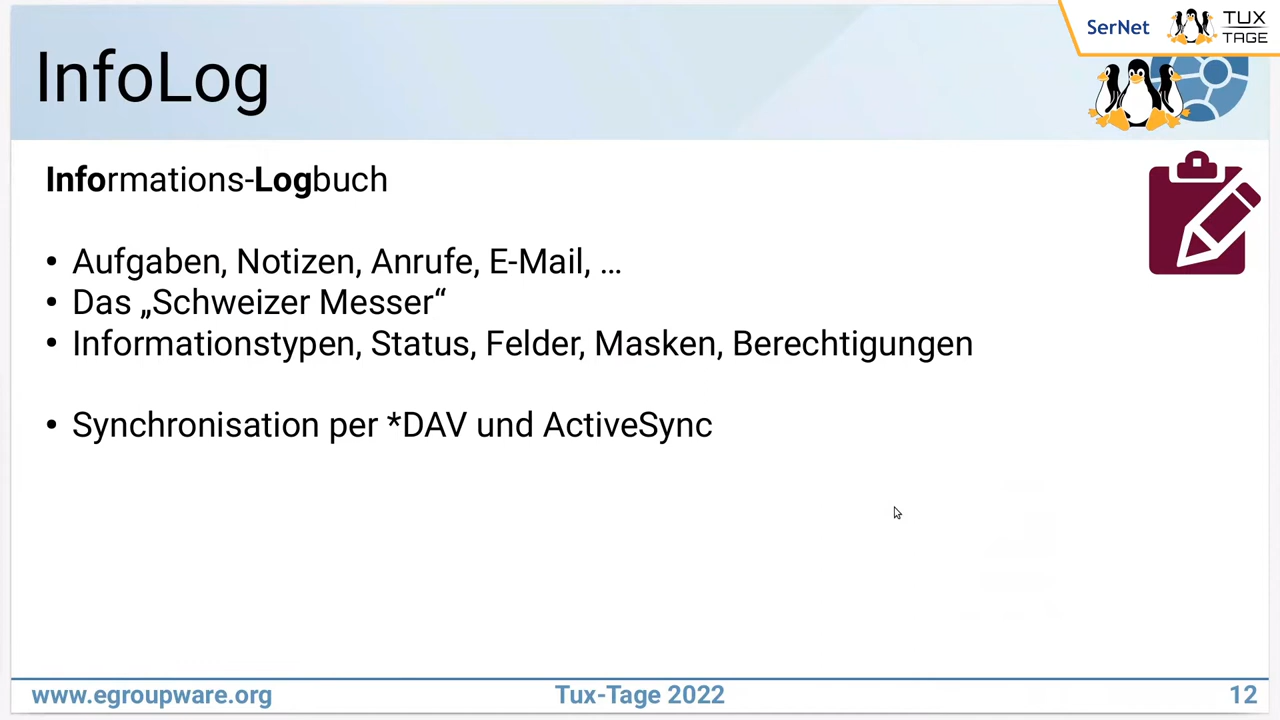 SerNet
TUX
TAGE
InfoLog
Informations-Logbuch
• Aufgaben, Notizen, Anrufe, E-Mail, ...
• Das „Schweizer Messer“
• Informationstypen, Status, Felder, Masken, Berechtigungen
• Synchronisation per *DAV und ActiveSync
www.egroupware.org
Tux-Tage 2022
12